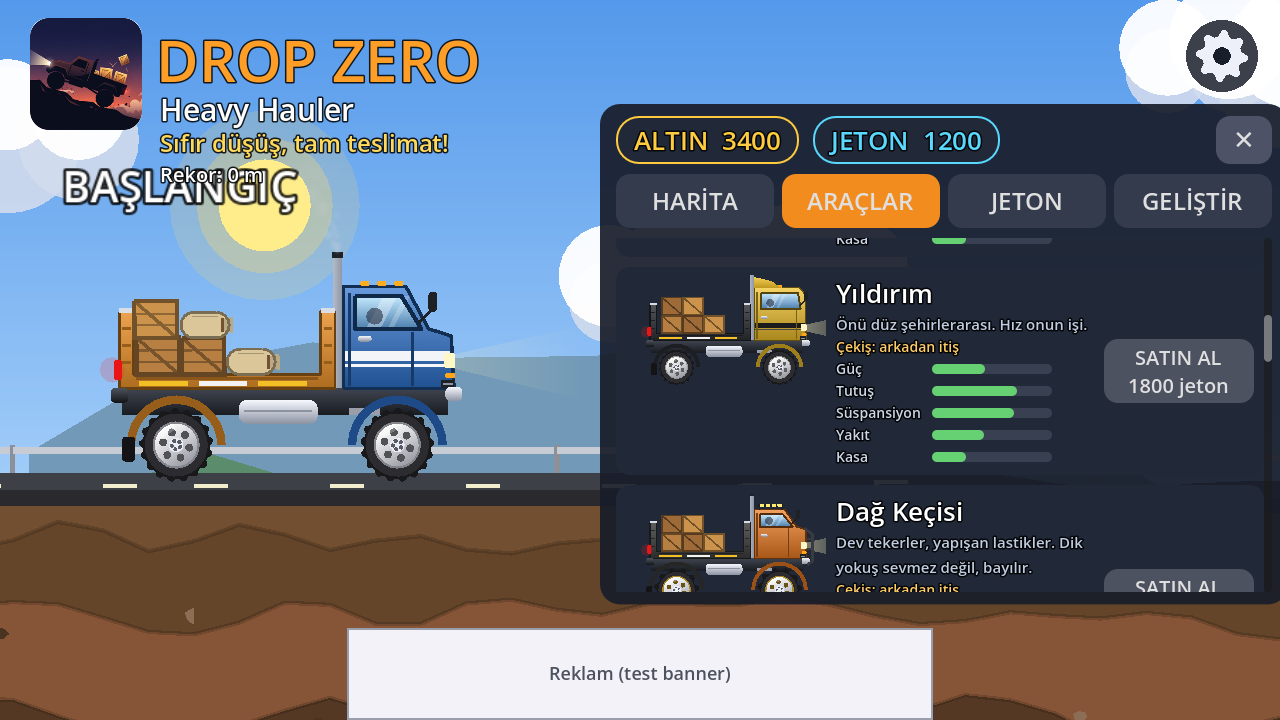 DROP ZERO
Heavy Hauler
Sıfır düşüş, tam teslimat!
Rekor: 0 m
BAŞLANGIÇ
ALTIN 3400
JETON 1200
✕
HARİTA
ARAÇLAR
JETON
GELİŞTİR
Kasa
Yıldırım
Önü düz şehirlerarası. Hız onun işi.
Çekiş: arkadan itiş
Güç
Tutuş
Süspansiyon
Yakıt
Kasa
SATIN AL
1800 jeton
Dağ Keçisi
Dev tekerler, yapışan lastikler. Dik
yokuş sevmez değil, bayılır.
Çekiş: arkadan itiş
SATIN AL
Reklam (test banner)